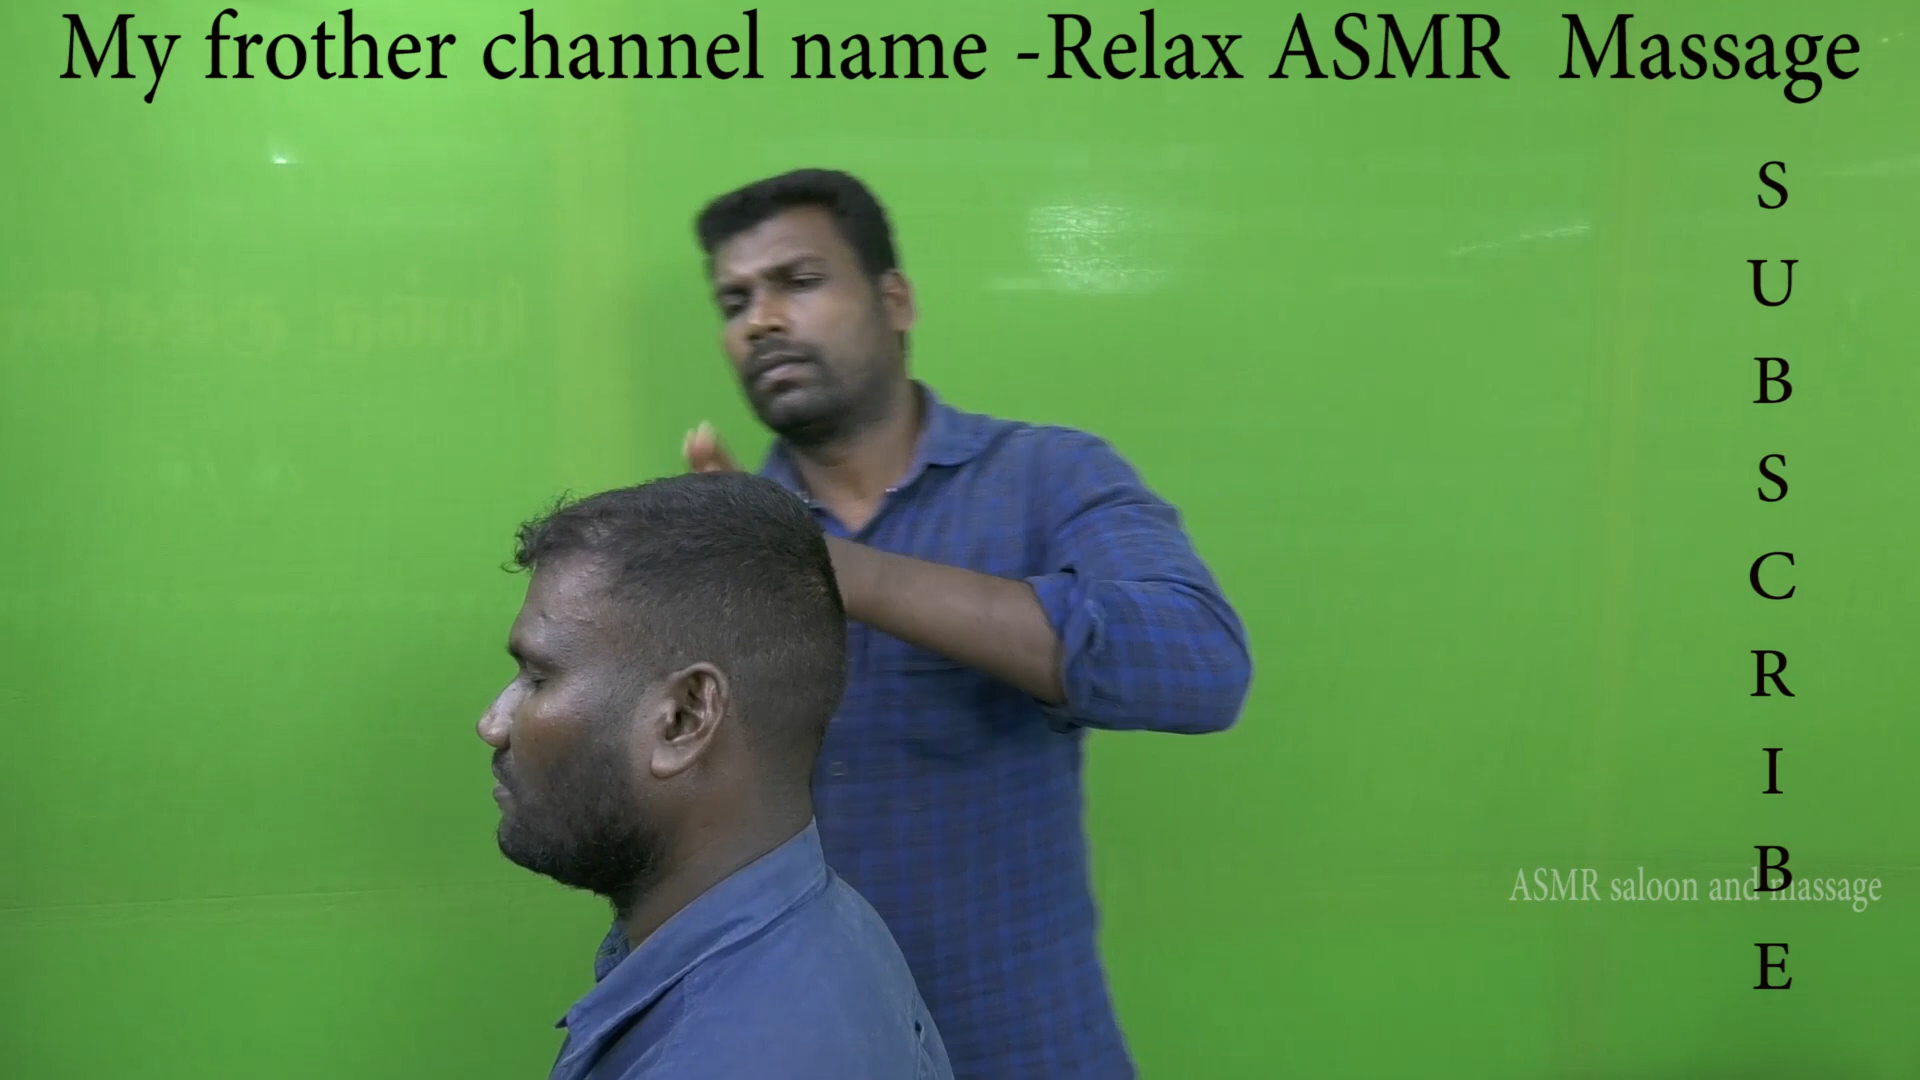 My frother channel name -Relax ASMR Massage
S
U
B
S
C
R
I
B
E
ASMR saloon and massage